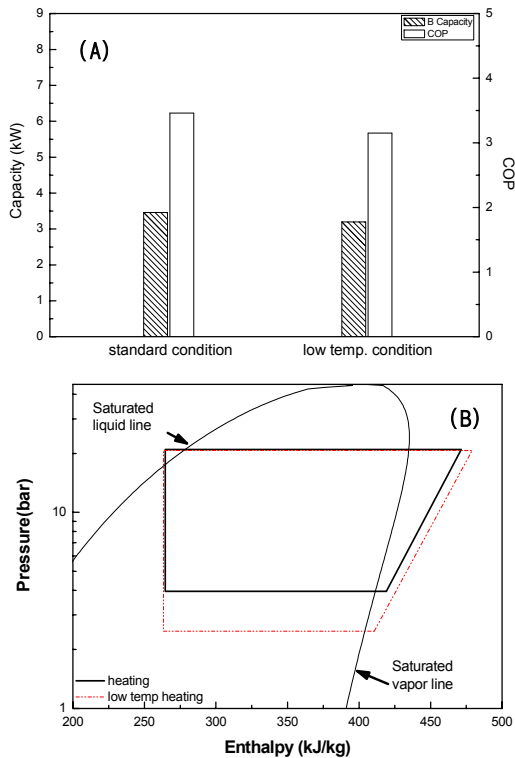 (A)
B Capacity
COP
9
8
7
6
5
4
3
2
1
0
Capacity (kW)
5
4
3
2
1
0
COP
standard condition
low temp. condition
(B)
Saturated
liquid line
10
1
Pressure(bar)
Saturated
vapor line
heating
low temp heating
200
250
300
350
400
450
500
Enthalpy (kJ/kg)